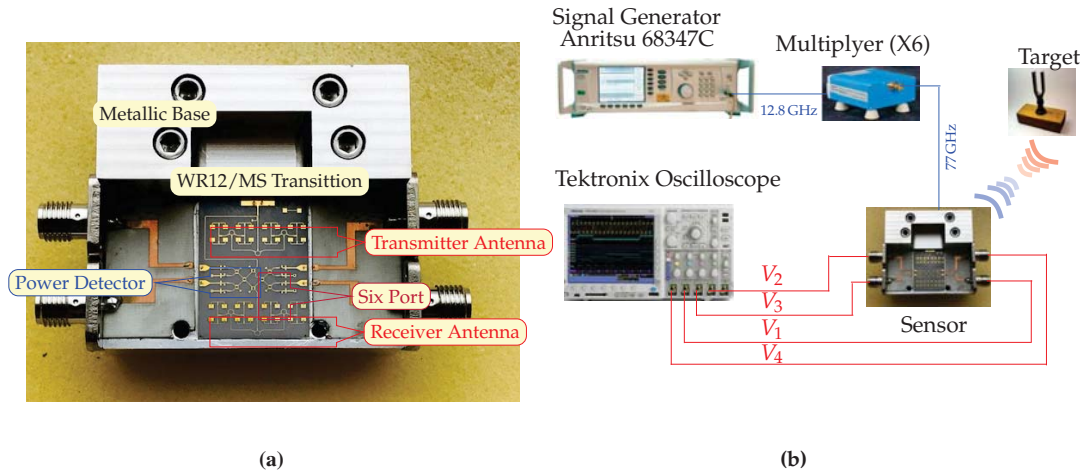 Metallic Base
WR12/MS Transittion
Transmitter Antenna
Power Detector
Six Port
Receiver Antenna
(a)
Signal Generator
Anritsu 68347C
Multiplyer (X6)
Target
12.8 GHz
77 GHz
Tektronix Oscilloscope
V2
V3
V1
V4
Sensor
(b)